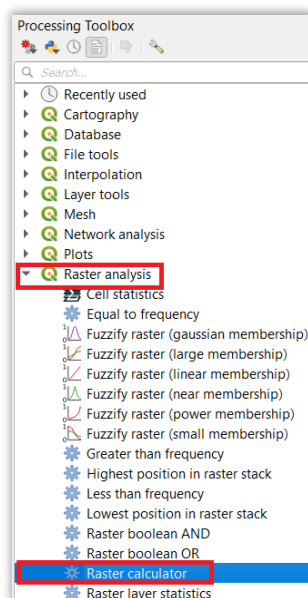 Processing Toolbox
Search...
Recently used
Cartography
Database
File tools
Interpolation
Layer tools
Mesh
Network analysis
Plots
Raster analysis
Cell statistics
Equal to frequency
Fuzzify raster (gaussian membership)
Fuzzify raster (large membership)
Fuzzify raster (linear membership)
Fuzzify raster (near membership)
Fuzzify raster (power membership)
Fuzzify raster (small membership)
Greater than frequency
Highest position in raster stack
Less than frequency
Lowest position in raster stack
Raster boolean AND
Raster boolean OR
Raster calculator
Raster layer statistics